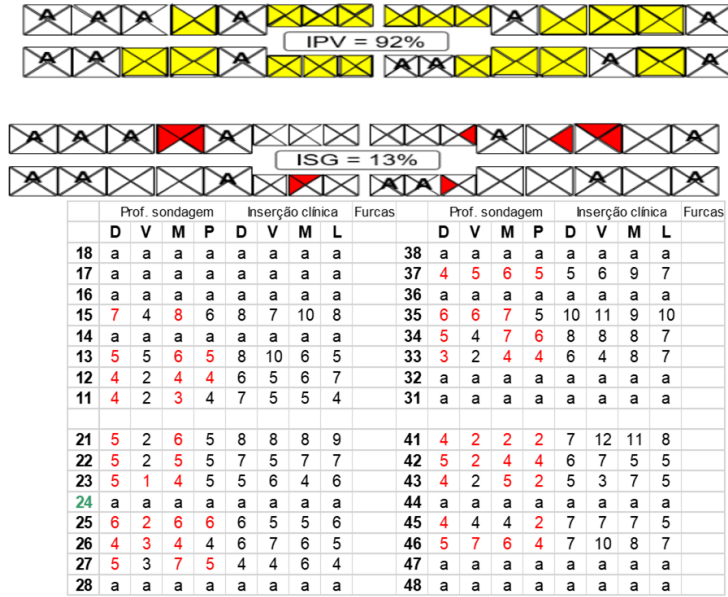 A A A A A A
IPV = 92%
A A A A A A A
A A A A A A
ISG = 13%
A A A A A A A
Prof. sondagem Inserção clínica Furcas Prof. sondagem Inserção clínica Furcas
D V M P D V M L D V M P D V M L
18 a a a a a a a a 38 a a a a a a a a
17 a a a a a a a a 37 4 5 6 5 5 6 9 7
16 a a a a a a a a 36 a a a a a a a a
15 7 4 8 6 8 7 10 8 35 6 6 7 5 10 11 9 10
14 a a a a a a a a 34 5 4 7 6 8 8 8 7
13 5 5 6 5 8 10 6 5 33 3 2 4 4 6 4 8 7
12 4 2 4 4 6 5 6 7 32 a a a a a a a a
11 4 2 3 4 7 5 5 4 31 a a a a a a a a
21 5 2 6 5 8 8 8 9 41 4 2 2 2 7 12 11 8
22 5 2 5 5 7 5 7 7 42 5 2 4 4 6 7 5 5
23 5 1 4 5 5 6 4 6 43 4 2 5 2 5 3 7 5
24 a a a a a a a a 44 a a a a a a a a
25 6 2 6 6 6 5 5 6 45 4 4 4 2 7 7 7 5
26 4 3 4 4 6 7 6 5 46 5 7 6 4 7 10 8 7
27 5 3 7 5 4 4 6 4 47 a a a a a a a a
28 a a a a a a a a 48 a a a a a a a a